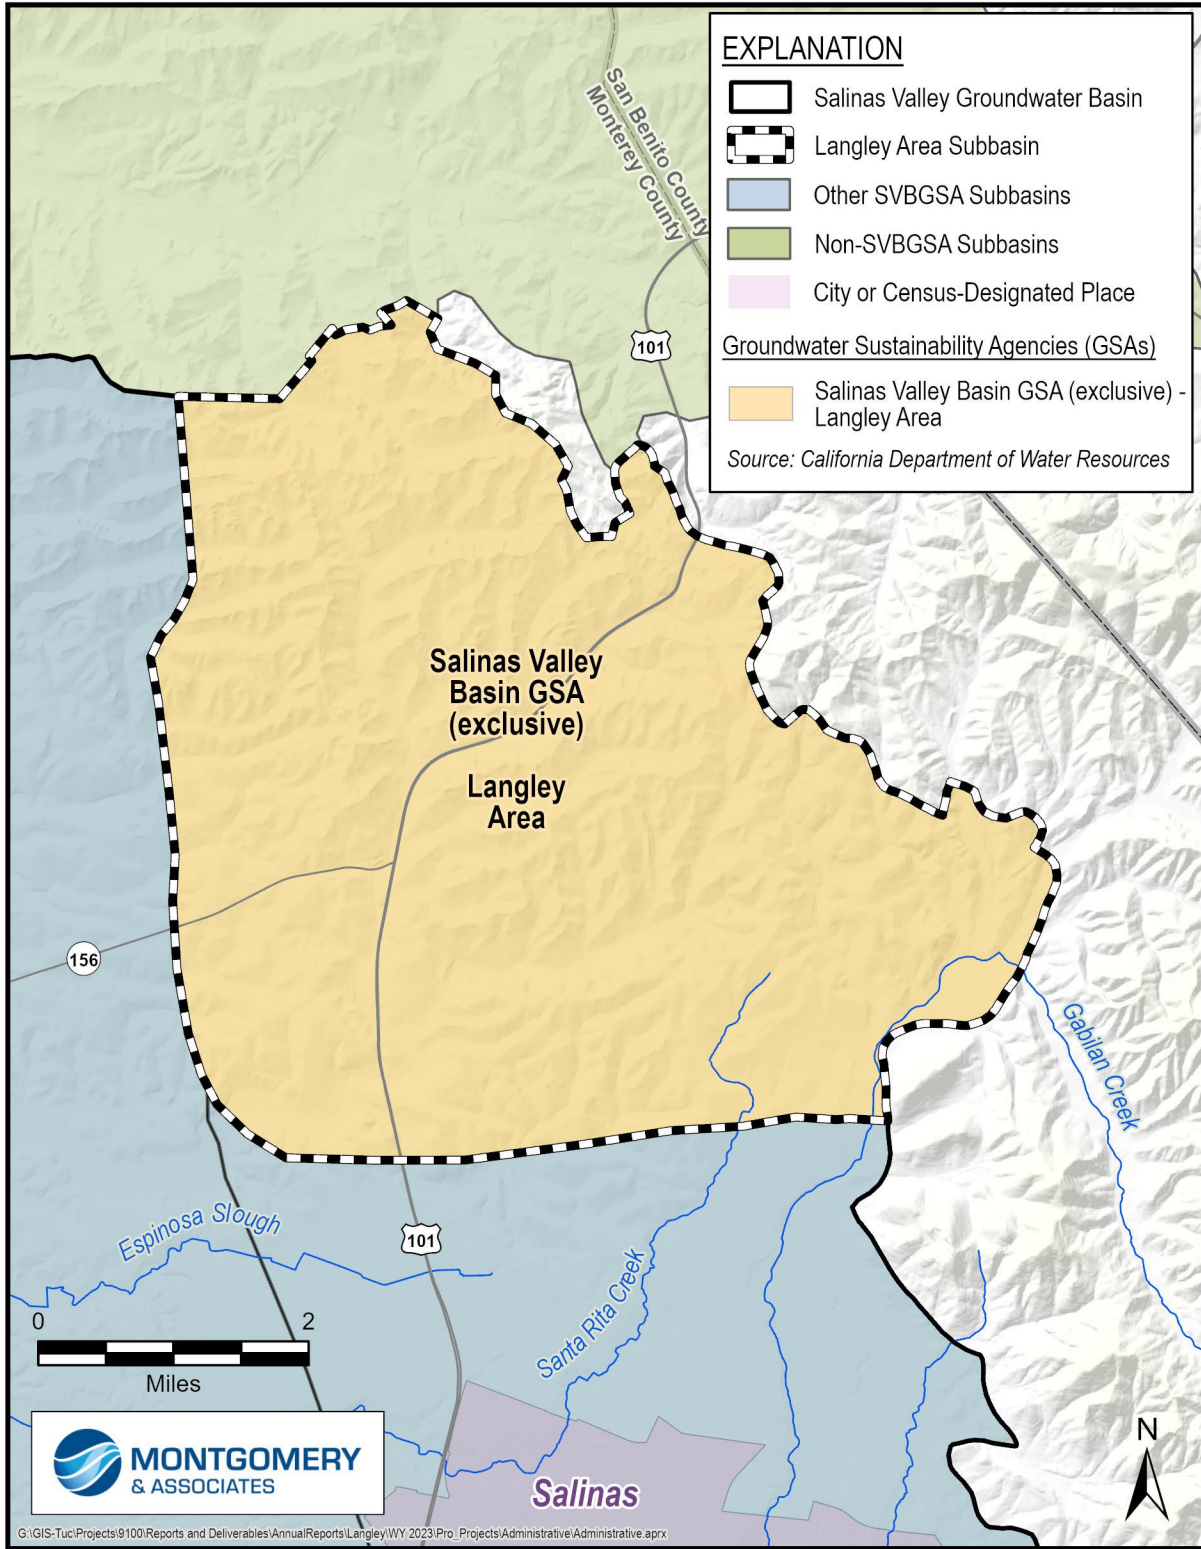 EXPLANATION
Salinas Valley Groundwater Basin
Langley Area Subbasin
Other SVBGSA Subbasins
Non-SVBGSA Subbasins
City or Census-Designated Place
Groundwater Sustainability Agencies (GSAs)
Salinas Valley Basin GSA (exclusive) -
Langley Area
Source: California Department of Water Resources
San Benito County
Monterey County
101
Salinas Valley
Basin GSA
(exclusive)
Langley
Area
156
Gabilan Creek
Espinosa Slough
101
Santa Rita Creek
0 2
Miles
N
MONTGOMERY
& ASSOCIATES
Salinas
G:\GIS-Tuc\Projects\9100\Reports and Deliverables\AnnualReports\Langley\WY 2023\Pro_Projects\Administrative\Administrative.aprx